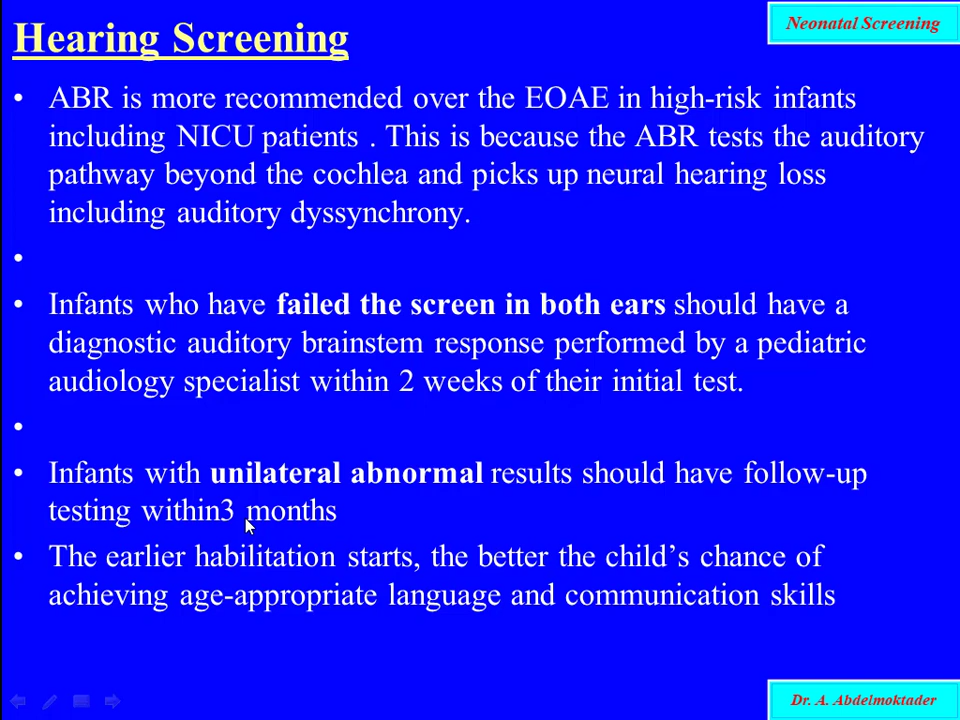 Hearing Screening
Neonatal Screening
• ABR is more recommended over the EOAE in high-risk infants
including NICU patients . This is because the ABR tests the auditory
pathway beyond the cochlea and picks up neural hearing loss
including auditory dyssynchrony.
•
• Infants who have failed the screen in both ears should have a
diagnostic auditory brainstem response performed by a pediatric
audiology specialist within 2 weeks of their initial test.
•
• Infants with unilateral abnormal results should have follow-up
testing within3 months
• The earlier habilitation starts, the better the child’s chance of
achieving age-appropriate language and communication skills
Dr. A. Abdelmoktader